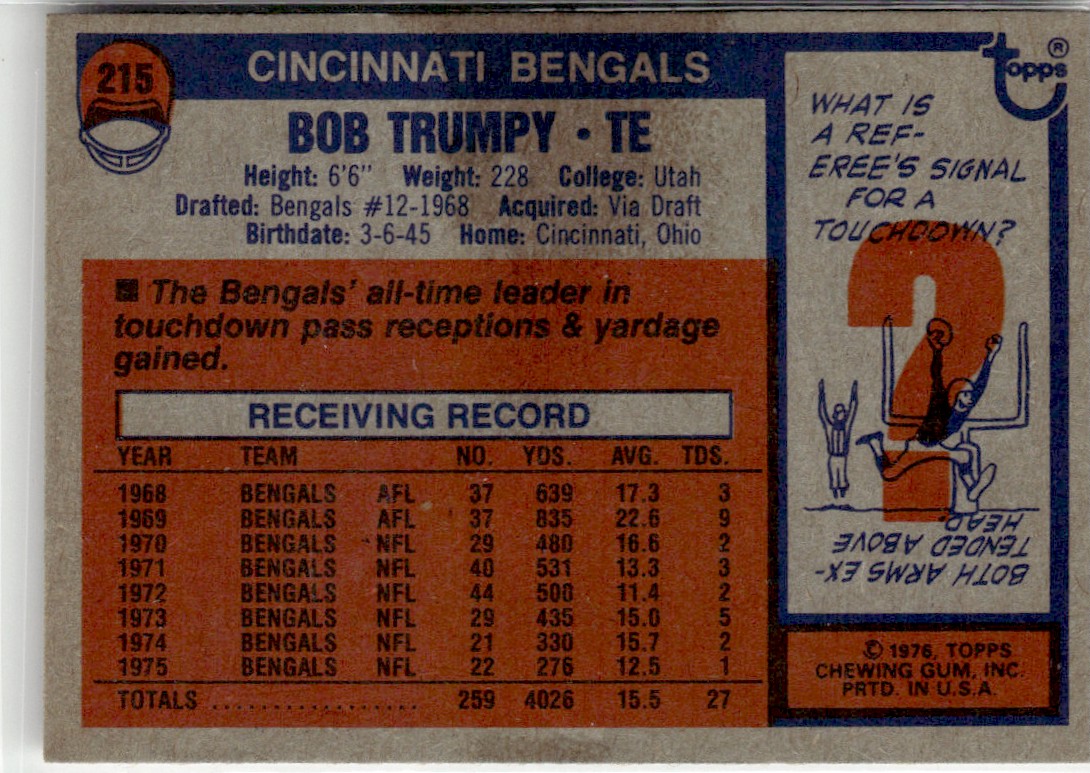 215
CINCINNATI BENGALS
BOB TRUMPY • TE
Height: 6'6" Weight: 228 College: Utah
Drafted: Bengals #12-1968 Acquired: Via Draft
Birthdate: 3-6-45 Home: Cincinnati, Ohio
■ The Bengals' all-time leader in
touchdown pass receptions & yardage
gained.
RECEIVING RECORD
YEAR TEAM NO. YDS. AVG. TDS.
1968 BENGALS AFL 37 639 17.3 3
1969 BENGALS AFL 37 835 22.6 9
1970 BENGALS NFL 29 480 16.6 2
1971 BENGALS NFL 40 531 13.3 3
1972 BENGALS NFL 44 500 11.4 2
1973 BENGALS NFL 29 435 15.0 5
1974 BENGALS NFL 21 330 15.7 2
1975 BENGALS NFL 22 276 12.5 1
TOTALS .................. 259 4026 15.5 27
topps ®
WHAT IS
A REF-
EREE'S SIGNAL
FOR A
TOUCHDOWN?
?
BOTH ARMS EX-
TENDED ABOVE
HEAD.
© 1976, TOPPS
CHEWING GUM, INC.
PRTD. IN U.S.A.